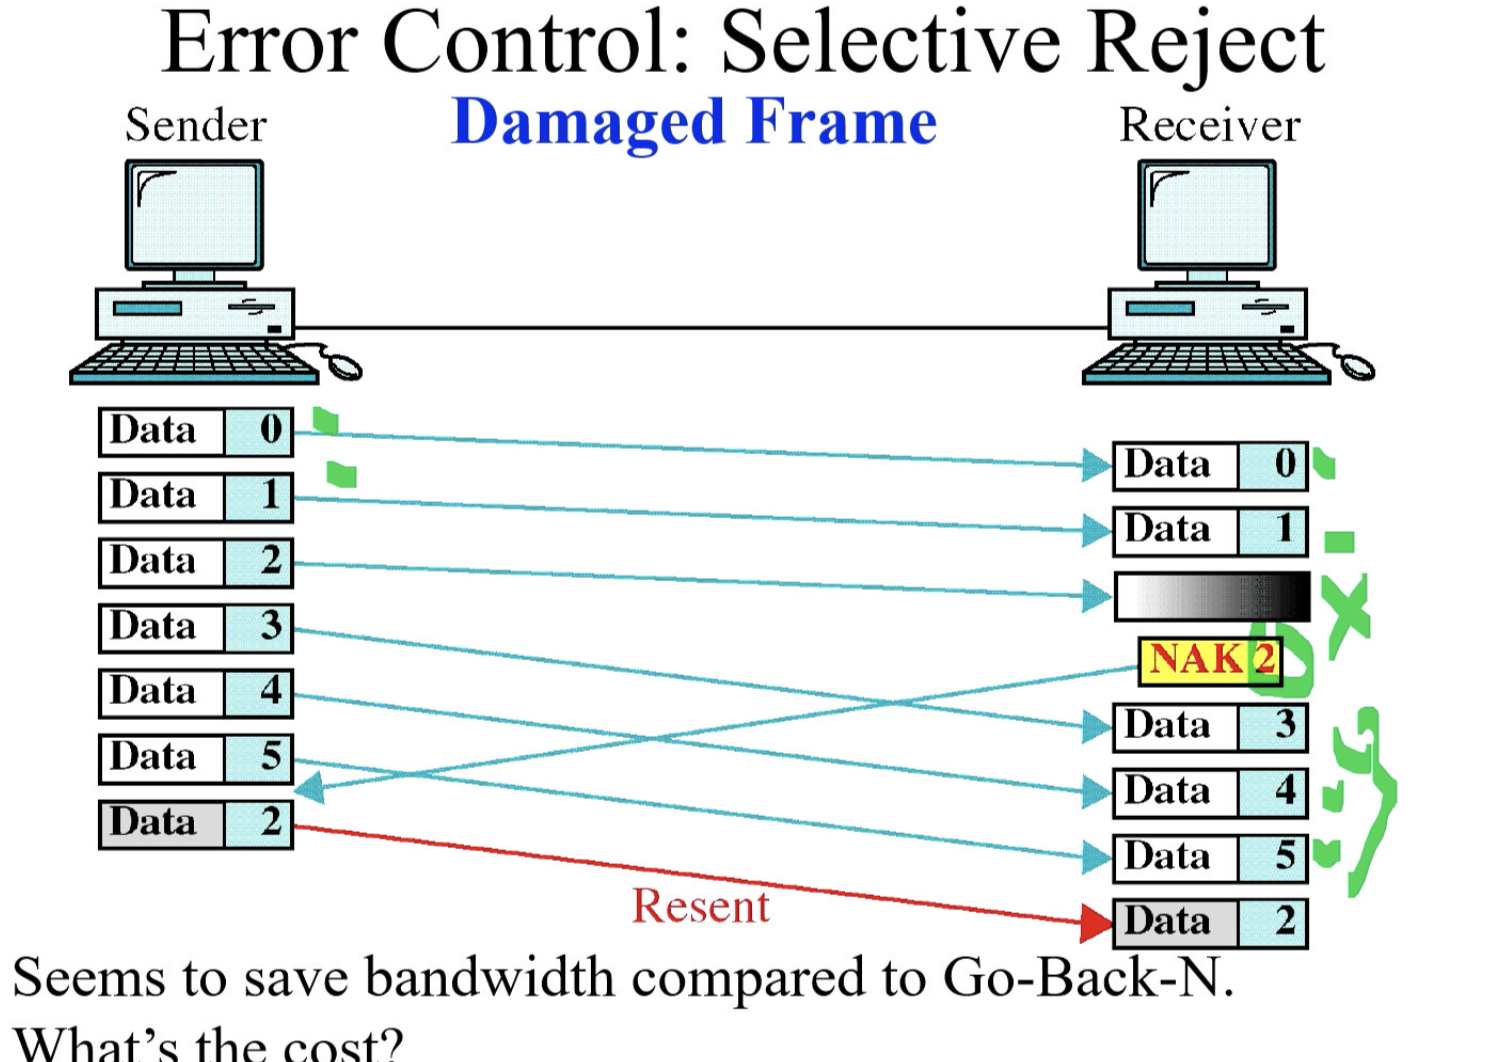 Error Control: Selective Reject
Damaged Frame
Sender
Receiver
Data 0
Data 1
Data 2
Data 3
Data 4
Data 5
Data 2
Data 0
Data 1
NAK 2
Data 3
Data 4
Data 5
Data 2
Resent
Seems to save bandwidth compared to Go-Back-N.
What's the cost?